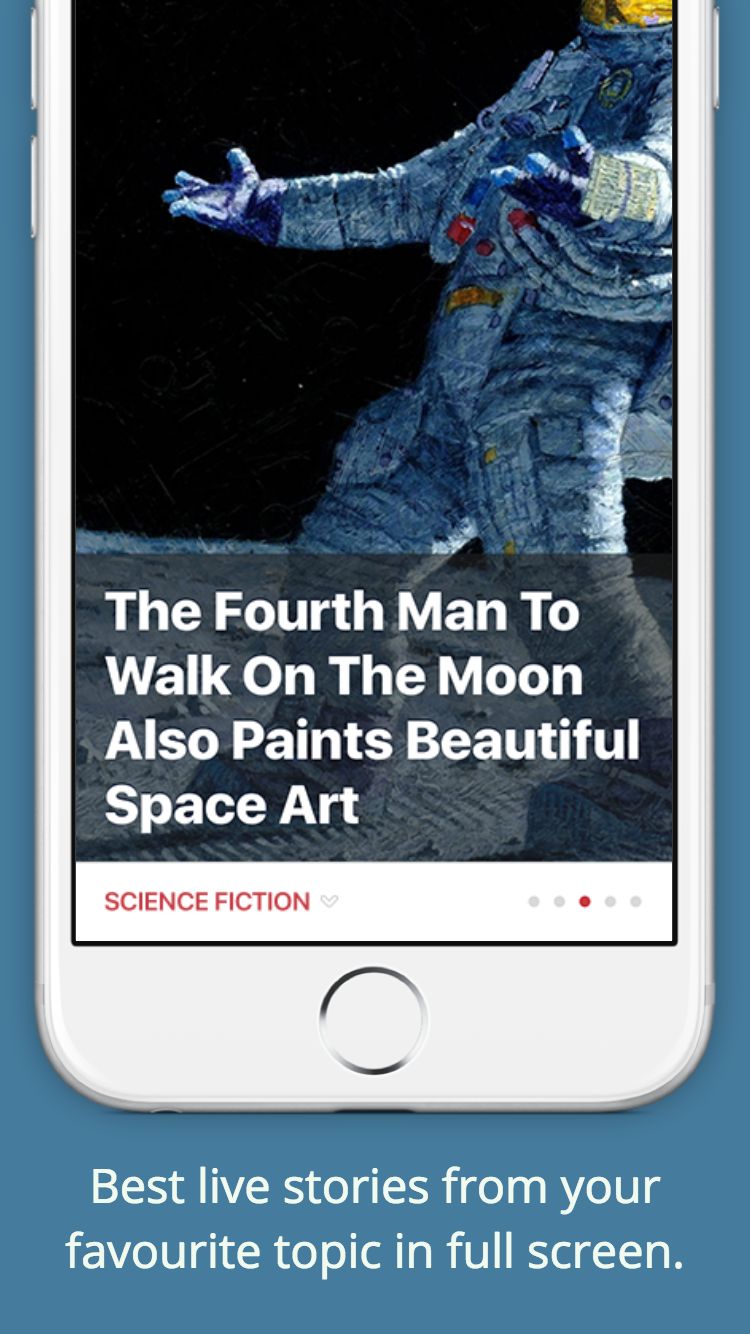 The Fourth Man To
Walk On The Moon
Also Paints Beautiful
Space Art
SCIENCE FICTION
Best live stories from your
favourite topic in full screen.